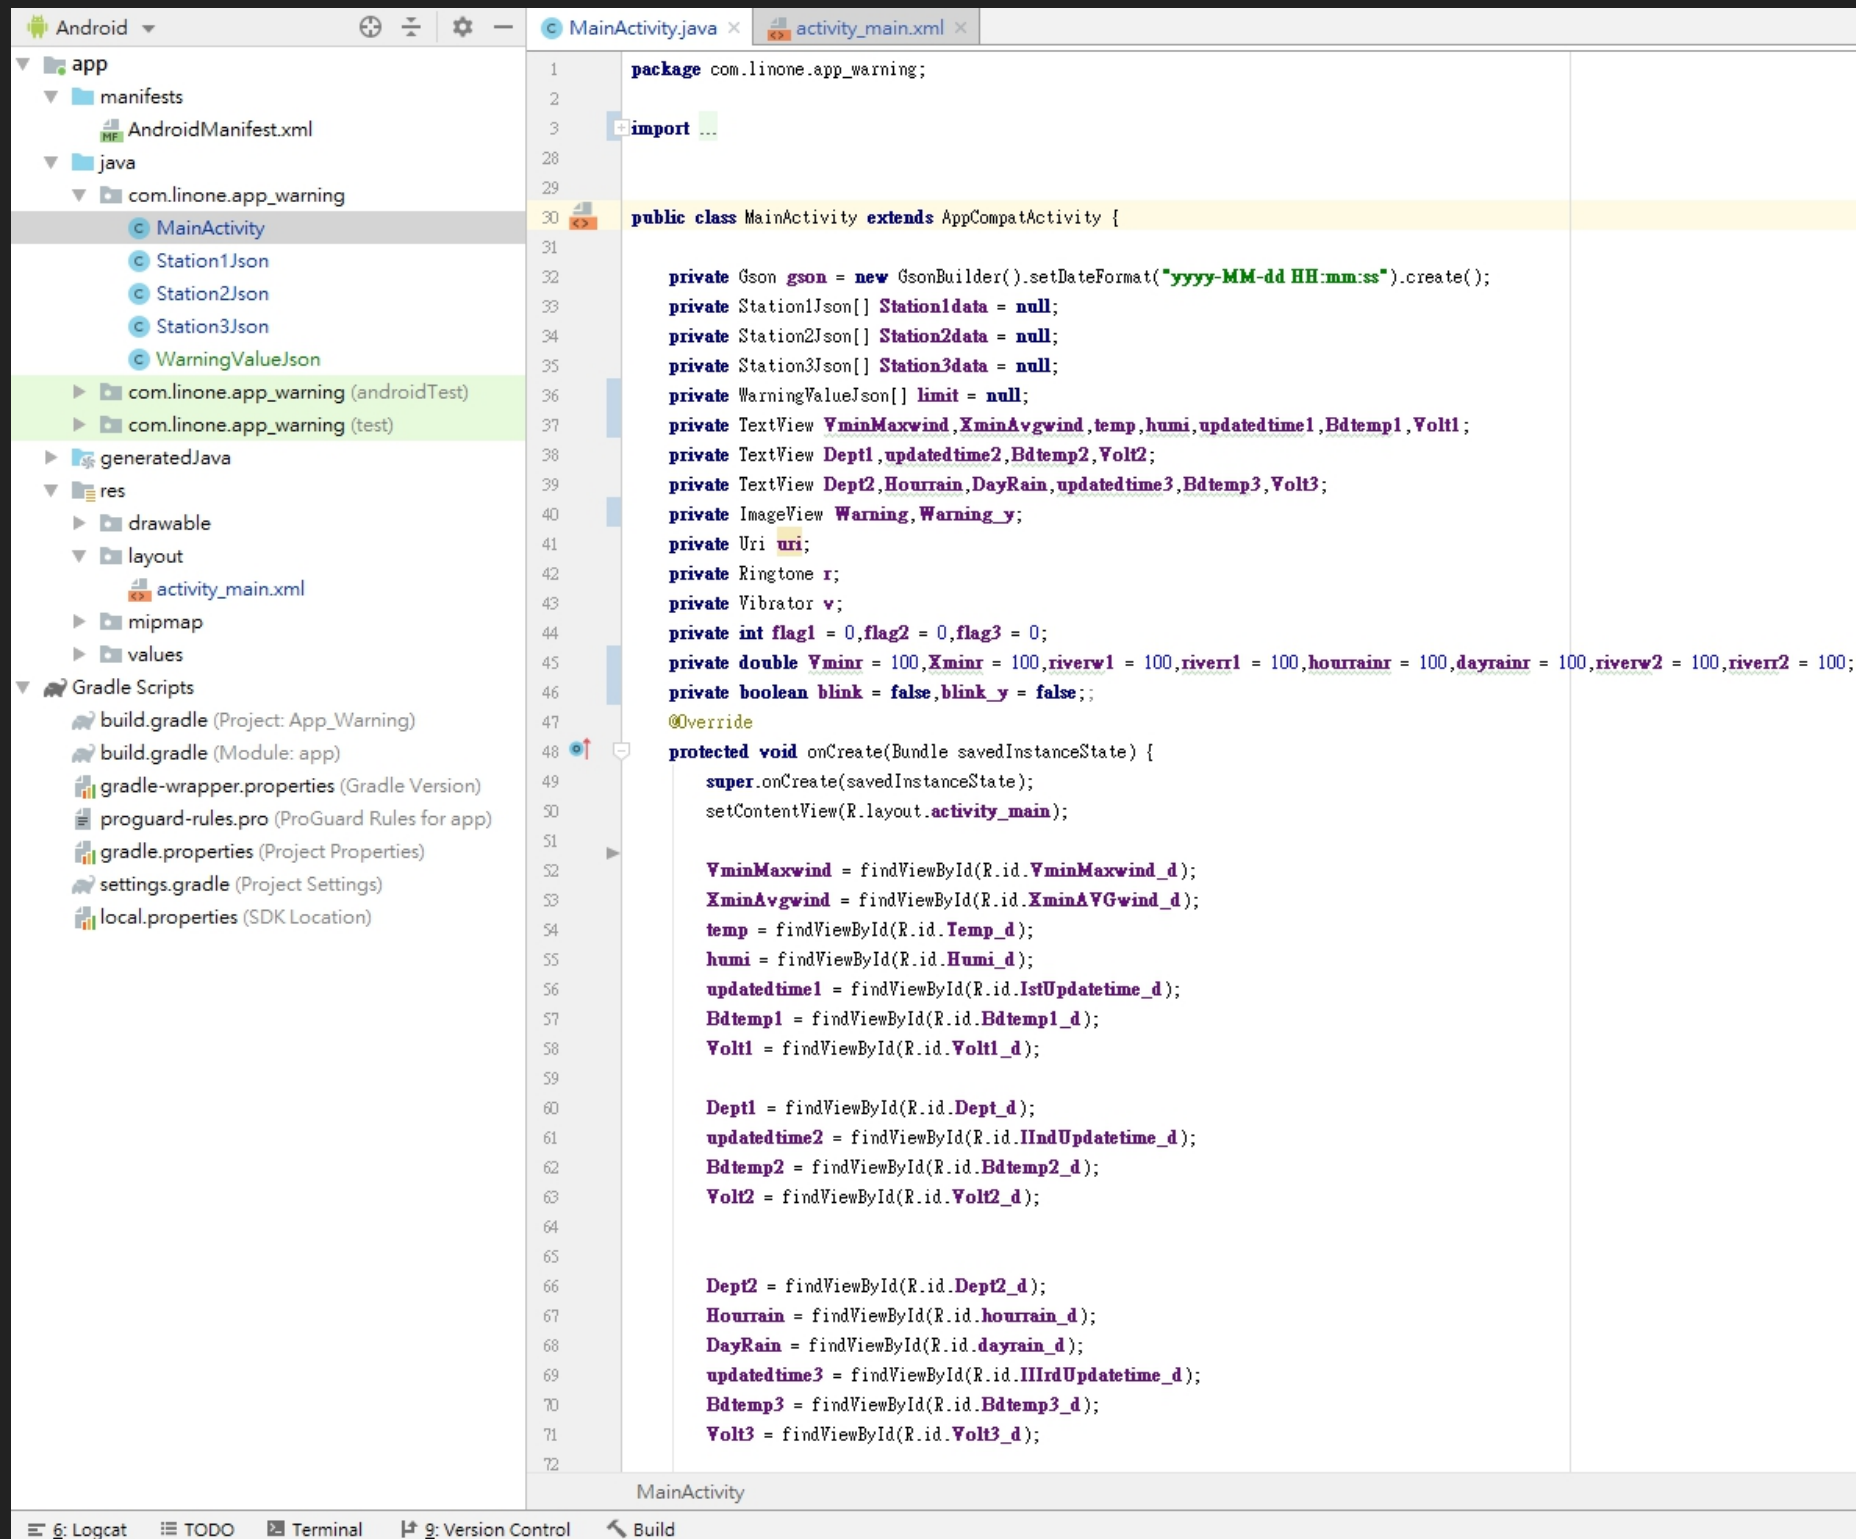 Android
app
manifests
AndroidManifest.xml
java
com.linone.app_warning
MainActivity
Station1Json
Station2Json
Station3Json
WarningValueJson
com.linone.app_warning (androidTest)
com.linone.app_warning (test)
generatedJava
res
drawable
layout
activity_main.xml
mipmap
values
Gradle Scripts
build.gradle (Project: App_Warning)
build.gradle (Module: app)
gradle-wrapper.properties (Gradle Version)
proguard-rules.pro (ProGuard Rules for app)
gradle.properties (Project Properties)
settings.gradle (Project Settings)
local.properties (SDK Location)
MainActivity.java activity_main.xml
1 package com.linone.app_warning;
2
3 import ...
28
29
30 public class MainActivity extends AppCompatActivity {
31
32 private Gson gson = new GsonBuilder().setDateFormat("yyyy-MM-dd HH:mm:ss").create();
33 private Station1Json[] Station1data = null;
34 private Station2Json[] Station2data = null;
35 private Station3Json[] Station3data = null;
36 private WarningValueJson[] limit = null;
37 private TextView VminMaxwind,XminAvgwind,temp,humi,updatedtime1,Bdtemp1,Volt1;
38 private TextView Dept1,updatedtime2,Bdtemp2,Volt2;
39 private TextView Dept2,Hourrain,DayRain,updatedtime3,Bdtemp3,Volt3;
40 private ImageView Warning,Warning_y;
41 private Uri uri;
42 private Ringtone r;
43 private Vibrator v;
44 private int flag1 = 0,flag2 = 0,flag3 = 0;
45 private double Vminr = 100,Xminr = 100,riverw1 = 100,riverr1 = 100,hourrainr = 100,dayrainr = 100,riverw2 = 100,riverr2 = 100;
46 private boolean blink = false,blink_y = false;;
47 @Override
48 protected void onCreate(Bundle savedInstanceState) {
49 super.onCreate(savedInstanceState);
50 setContentView(R.layout.activity_main);
51
52 VminMaxwind = findViewById(R.id.VminMaxwind_d);
53 XminAvgwind = findViewById(R.id.XminAVGwind_d);
54 temp = findViewById(R.id.Temp_d);
55 humi = findViewById(R.id.Humi_d);
56 updatedtime1 = findViewById(R.id.IstUpdatetime_d);
57 Bdtemp1 = findViewById(R.id.Bdtemp1_d);
58 Volt1 = findViewById(R.id.Volt1_d);
59
60 Dept1 = findViewById(R.id.Dept_d);
61 updatedtime2 = findViewById(R.id.IIndUpdatetime_d);
62 Bdtemp2 = findViewById(R.id.Bdtemp2_d);
63 Volt2 = findViewById(R.id.Volt2_d);
64
65
66 Dept2 = findViewById(R.id.Dept2_d);
67 Hourrain = findViewById(R.id.hourrain_d);
68 DayRain = findViewById(R.id.dayrain_d);
69 updatedtime3 = findViewById(R.id.IIIrdUpdatetime_d);
70 Bdtemp3 = findViewById(R.id.Bdtemp3_d);
71 Volt3 = findViewById(R.id.Volt3_d);
72
MainActivity
6: Logcat TODO Terminal 9: Version Control Build